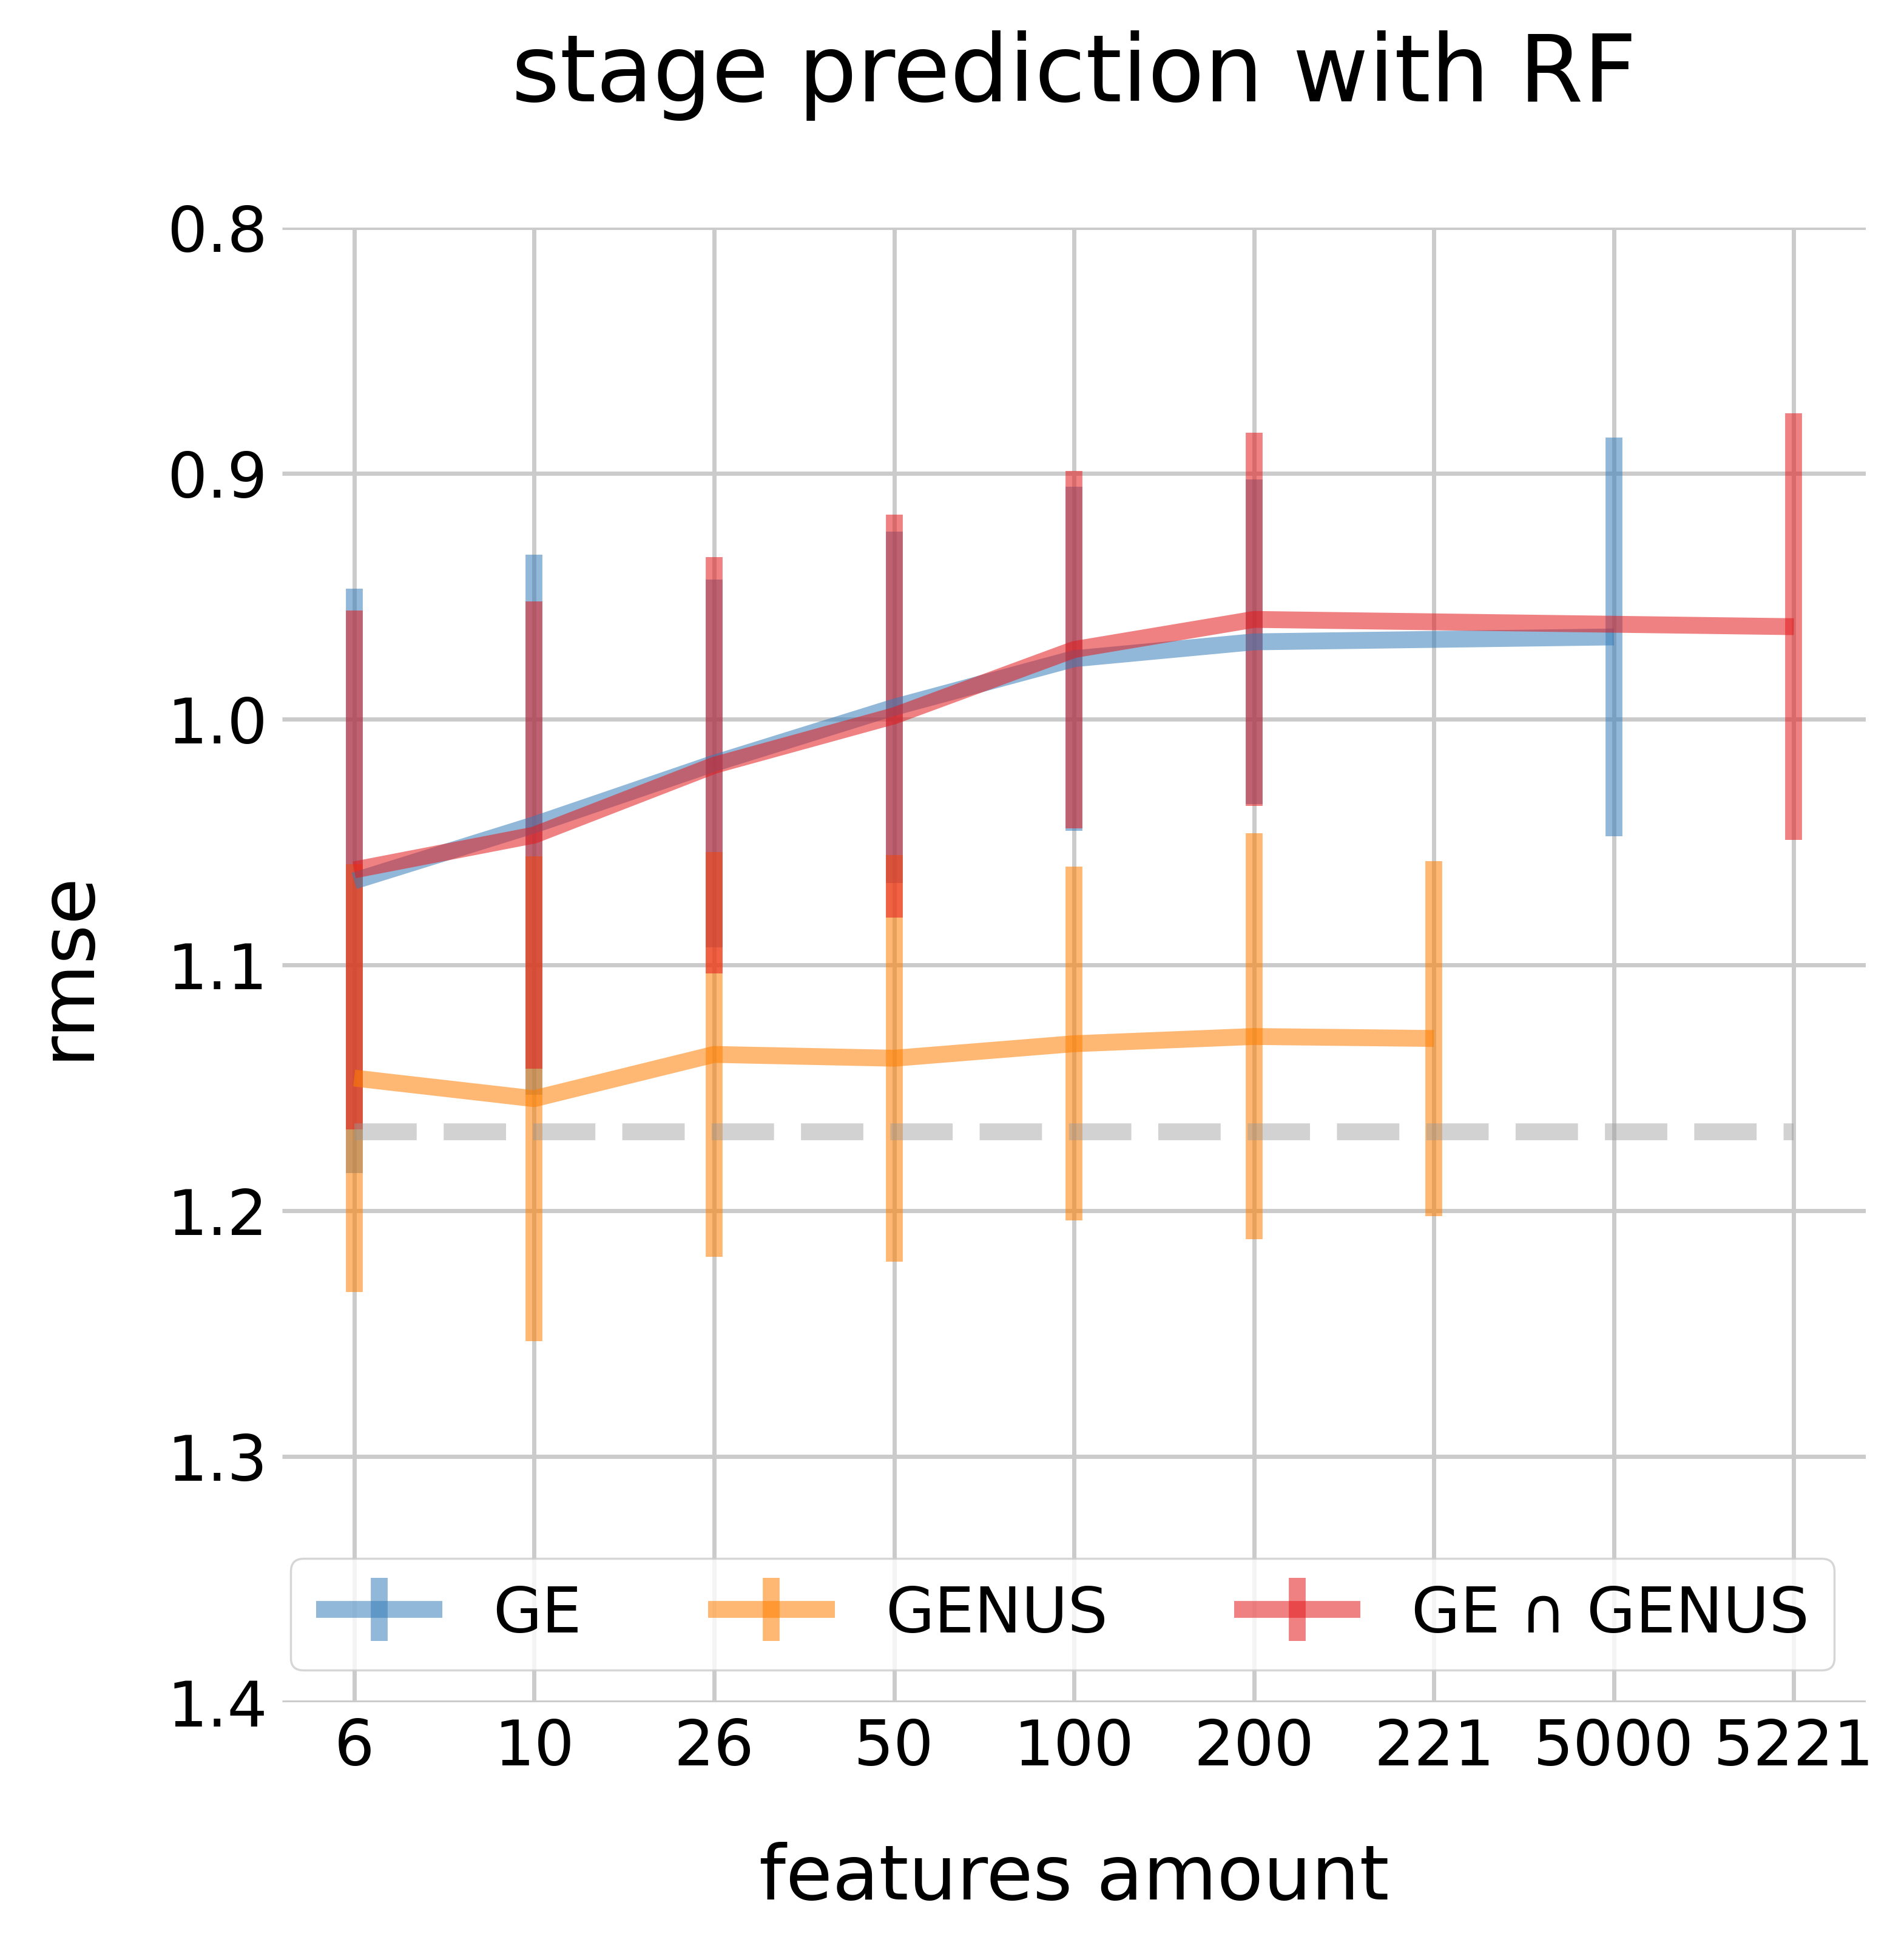 stage prediction with RF
0.8
0.9
1.0
1.1
1.2
1.3
1.4
rmse
GE GENUS GE ∩ GENUS
6 10 26 50 100 200 221 5000 5221
features amount